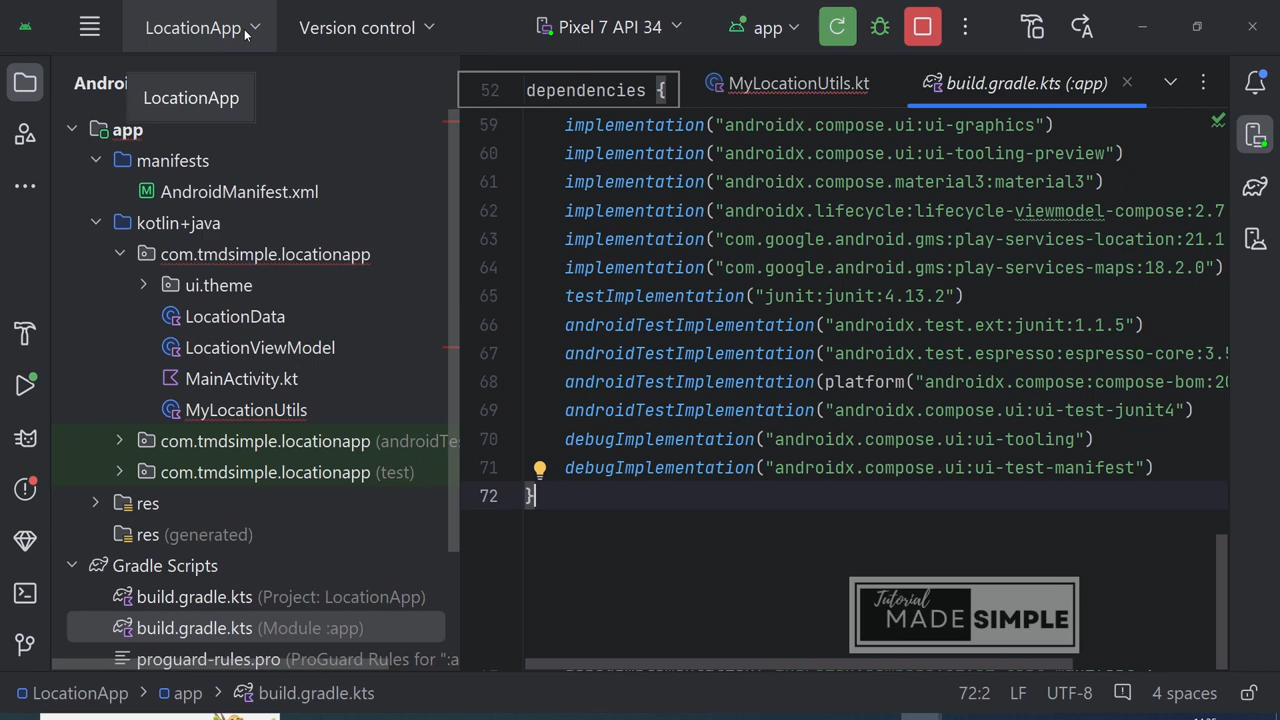 LocationApp
Version control
Pixel 7 API 34
app
Androi
LocationApp
52 dependencies {
MyLocationUtils.kt
build.gradle.kts (:app)
app
manifests
AndroidManifest.xml
kotlin+java
com.tmdsimple.locationapp
ui.theme
LocationData
LocationViewModel
MainActivity.kt
MyLocationUtils
com.tmdsimple.locationapp (androidTe
com.tmdsimple.locationapp (test)
res
res (generated)
Gradle Scripts
build.gradle.kts (Project: LocationApp)
build.gradle.kts (Module :app)
proguard-rules.pro (ProGuard Rules for ":a
59 implementation("androidx.compose.ui:ui-graphics")
60 implementation("androidx.compose.ui:ui-tooling-preview")
61 implementation("androidx.compose.material3:material3")
62 implementation("androidx.lifecycle:lifecycle-viewmodel-compose:2.7
63 implementation("com.google.android.gms:play-services-location:21.1
64 implementation("com.google.android.gms:play-services-maps:18.2.0")
65 testImplementation("junit:junit:4.13.2")
66 androidTestImplementation("androidx.test.ext:junit:1.1.5")
67 androidTestImplementation("androidx.test.espresso:espresso-core:3.5
68 androidTestImplementation(platform("androidx.compose:compose-bom:20
69 androidTestImplementation("androidx.compose.ui:ui-test-junit4")
70 debugImplementation("androidx.compose.ui:ui-tooling")
71 debugImplementation("androidx.compose.ui:ui-test-manifest")
72 }
Tutorial
MADE SIMPLE
LocationApp
app
build.gradle.kts
72:2
LF
UTF-8
4 spaces